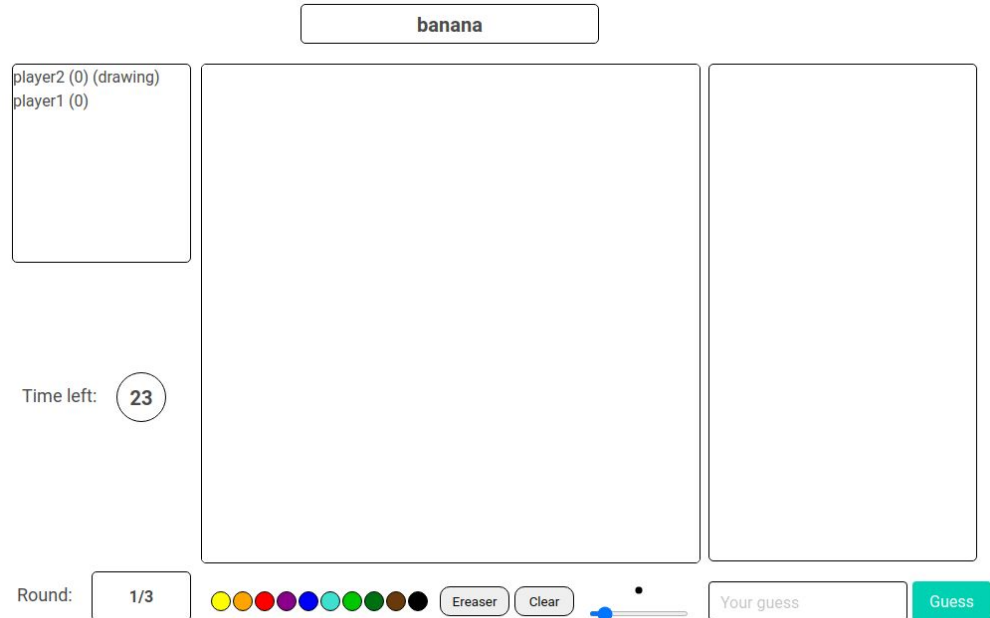 banana
player2 (0) (drawing)
player1 (0)
Time left: 23
Round: 1/3
Ereaser Clear
Your guess Guess